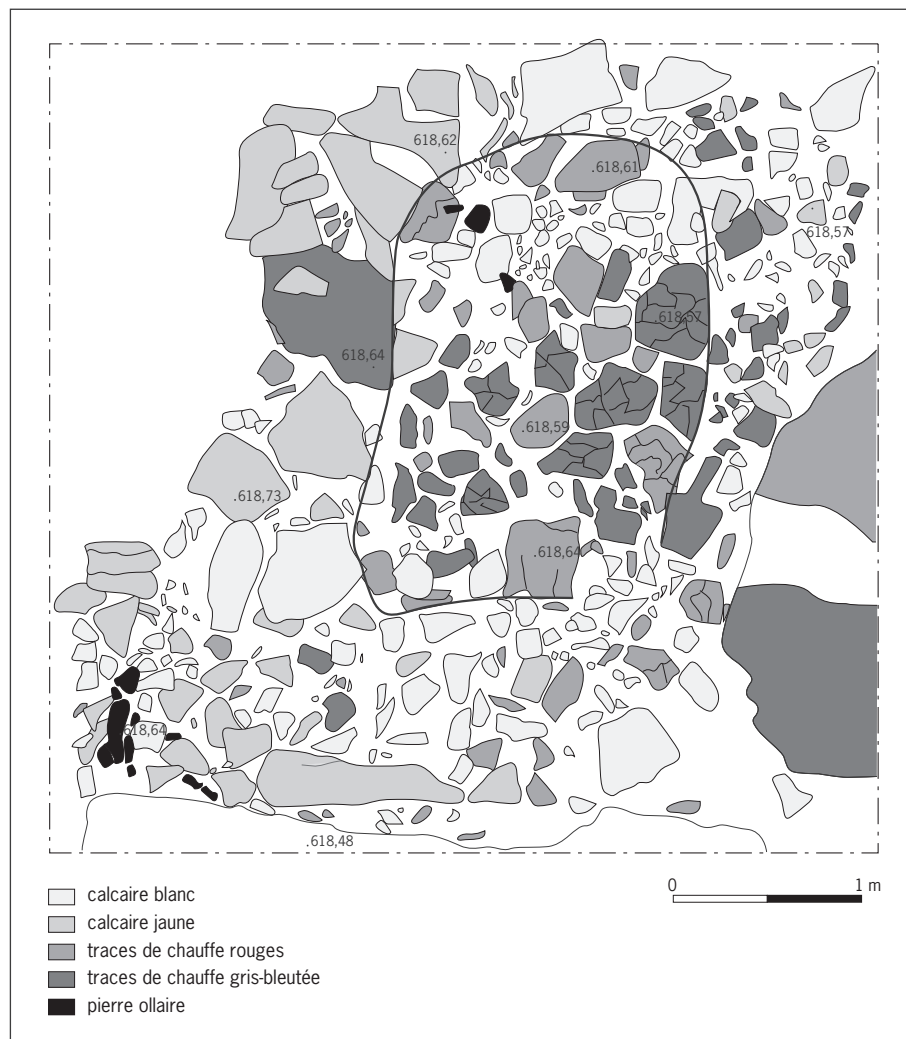 618,62
.618,61
618,57
.618,57
618,64
.618,59
.618,73
.618,64
618,64
.618,48
0 1 m
calcaire blanc
calcaire jaune
traces de chauffe rouges
traces de chauffe gris-bleutée
pierre ollaire